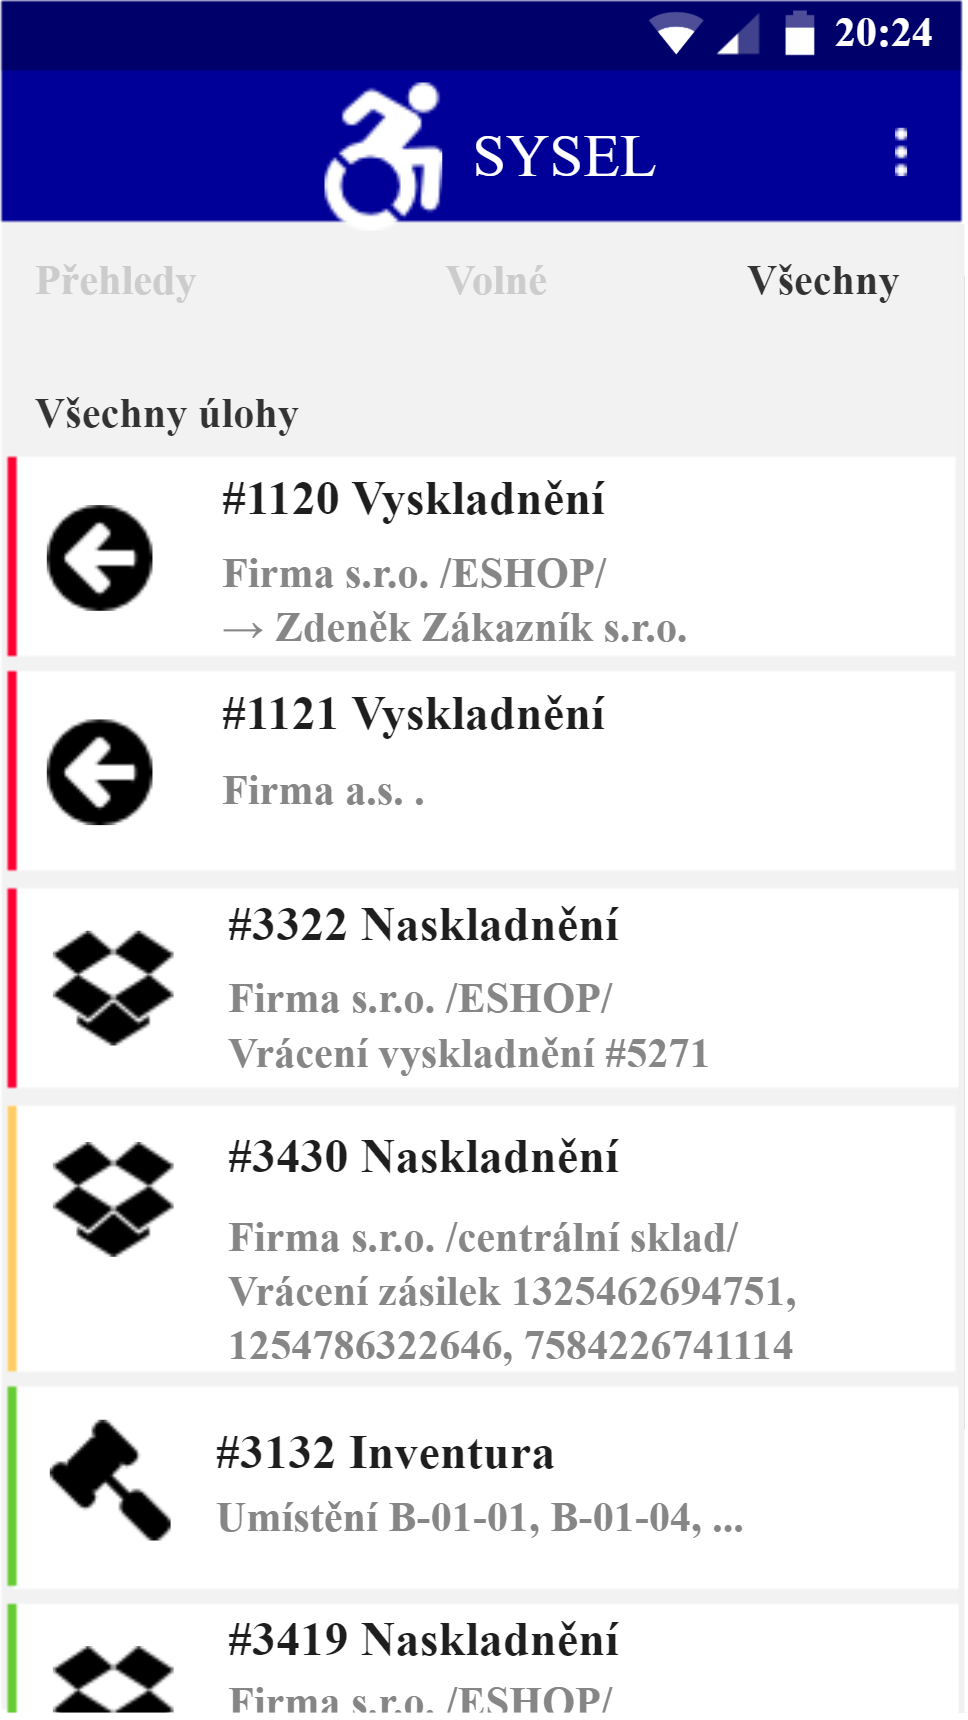 20:24
SYSEL
Přehledy Volné Všechny
Všechny úlohy
#1120 Vyskladnění
Firma s.r.o. /ESHOP/
→ Zdeněk Zákazník s.r.o.
#1121 Vyskladnění
Firma a.s. .
#3322 Naskladnění
Firma s.r.o. /ESHOP/
Vrácení vyskladnění #5271
#3430 Naskladnění
Firma s.r.o. /centrální sklad/
Vrácení zásilek 1325462694751,
1254786322646, 7584226741114
#3132 Inventura
Umístění B-01-01, B-01-04, ...
#3419 Naskladnění
Firma s.r.o. /ESHOP/